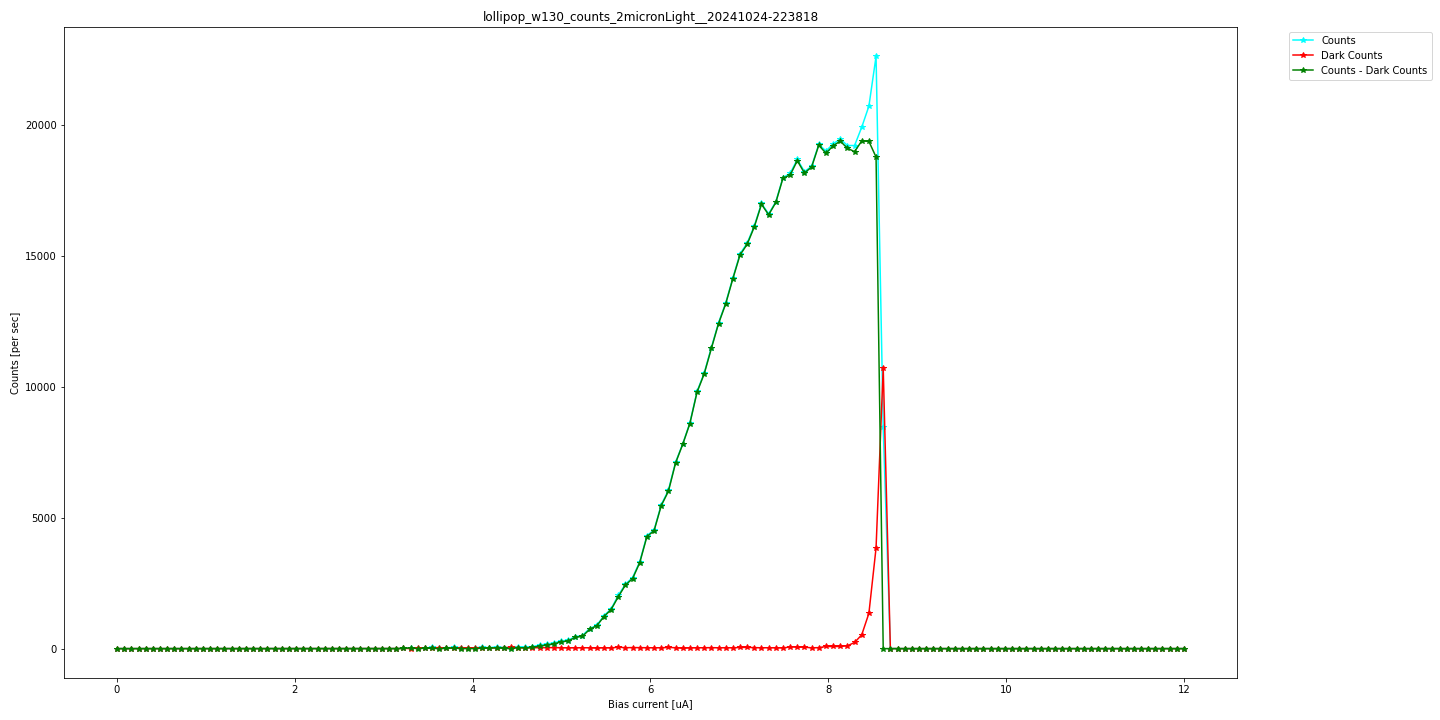 lollipop_w130_counts_2micronLight__20241024-223818
Counts
Dark Counts
Counts - Dark Counts
Counts [per sec]
20000
15000
10000
5000
0
0 2 4 6 8 10 12
Bias current [uA]